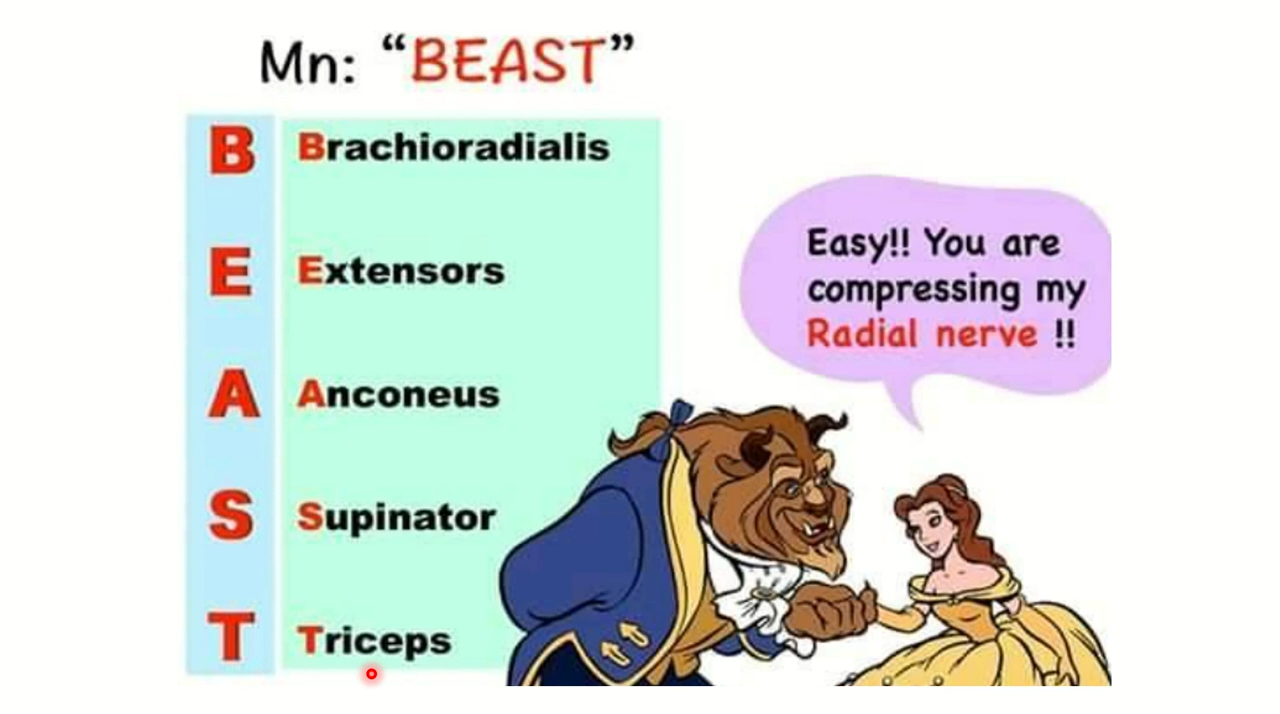 Mn: “BEAST”
B Brachioradialis
E Extensors
A Anconeus
S Supinator
T Triceps
Easy!! You are
compressing my
Radial nerve !!